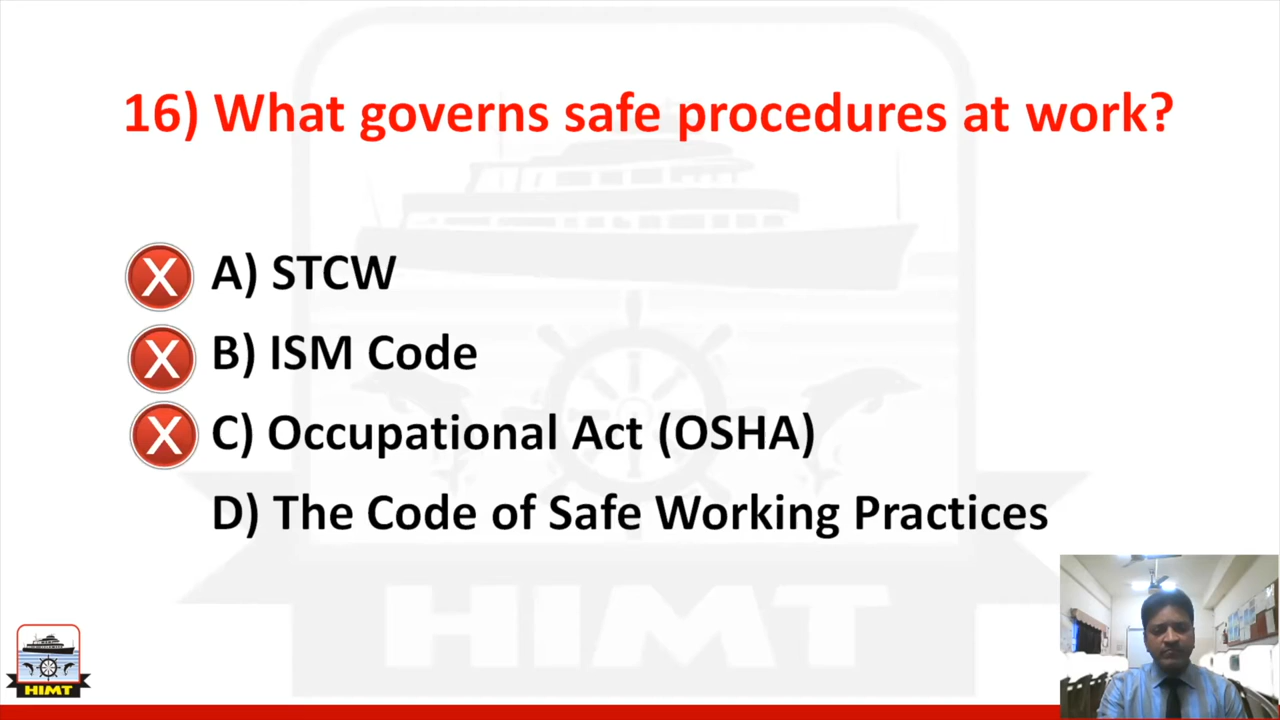 16) What governs safe procedures at work?
X A) STCW
X B) ISM Code
X C) Occupational Act (OSHA)
D) The Code of Safe Working Practices
HIMT
HIMT